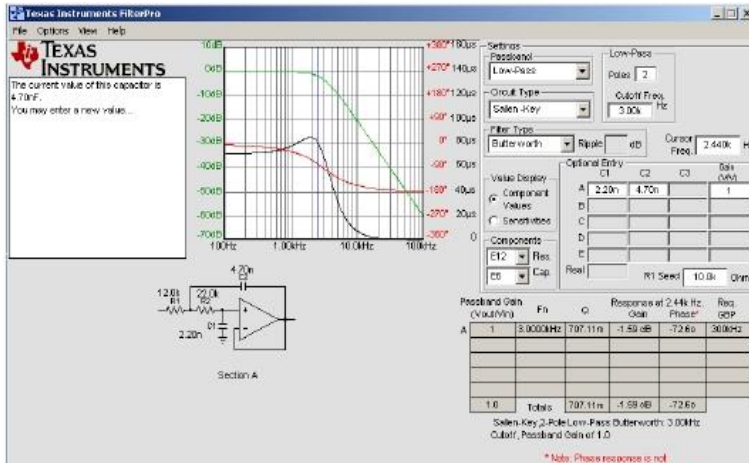 Texas Instruments FilterPro
File Options View Help
TEXAS
INSTRUMENTS
The current value of this capacitor is
4.70nF.
You may enter a new value...
10dB
0dB
-30dB
-40dB
-50dB
-60dB
-70dB
+360° 180µs
+270° 140µs
+180° 120µs
+90° 100µs
0° 80µs
-90° 60µs
-180° 40µs
-270° 20µs
-360° 0
100Hz 1.00kHz 10.0kHz 100kHz
Settings
Passband
Low-Pass
Circuit Type
Sallen -Key
Filter Type
Butterworth
Ripple dB
Low-Pass
Poles 2
Cutoff Freq.
3.00k Hz
Cursor
Freq. 2.440k H
Value Display
Component
Values
Sensitivities
Components
E12 Res.
E6 Cap.
Optional Entry
C1 C2 C3 Gain
(V/V)
A 2.20n 4.70n 1
B
C
D
E
Real
R1 Seed 10.0k Ohm
4.70n
12.0k 22.0k
R1 R2
C1
2.20n
Section A
Passband Gain
(Vout/Vin)
Fn
Q
Response at 2.44k Hz.
Gain Phase*
Req.
GBP
A 1 3.0000kHz 707.11m -1.59 dB -72.6o 300kHz
1.0 Totals 707.11m -1.59 dB -72.6o
Sallen-Key, 2-Pole Low-Pass Butterworth: 3.00kHz
Cutoff, Passband Gain of 1.0
* Note: Phase response is not